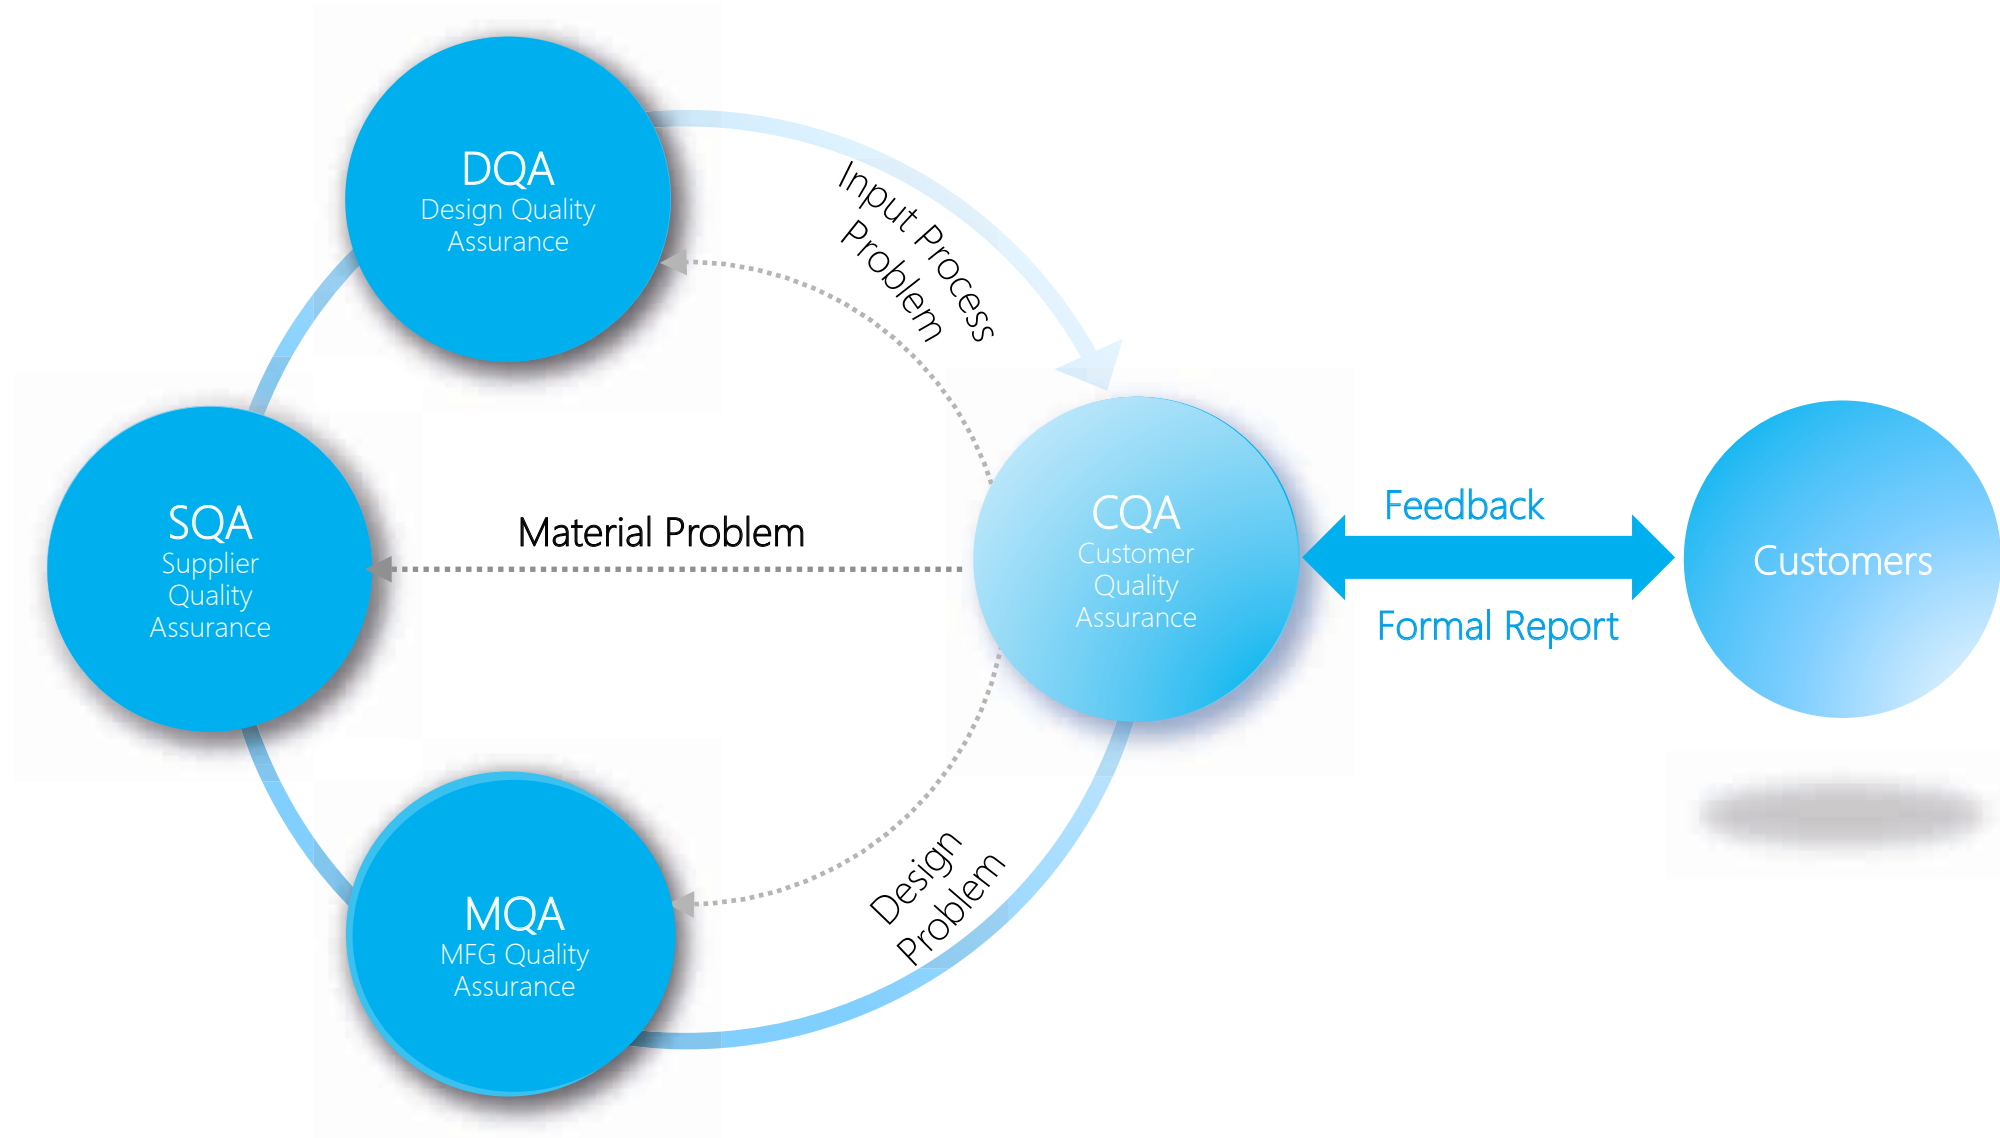 DQA
Design Quality
Assurance
Input Process
Problem
SQA
Supplier
Quality
Assurance
Material Problem
CQA
Customer
Quality
Assurance
Feedback
Formal Report
Customers
MQA
MFG Quality
Assurance
Design
Problem